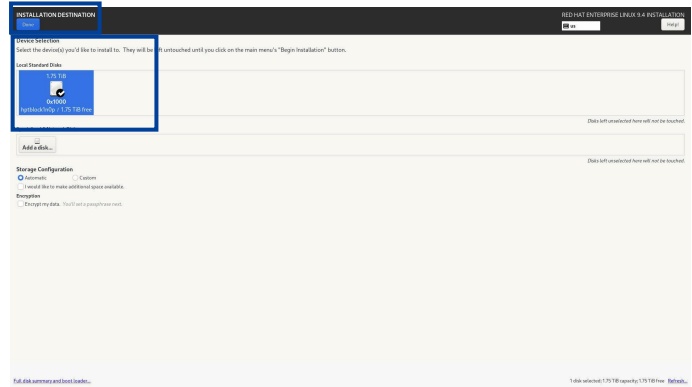 INSTALLATION DESTINATION
RED HAT ENTERPRISE LINUX 9.4 INSTALLATION
Done
us
Help!
Device Selection
Select the device(s) you'd like to install to. They will be left untouched until you click on the main menu's "Begin Installation" button.
Local Standard Disks
1.75 TiB
0x1000
hptblock1n0p / 1.75 TiB free
Disks left unselected here will not be touched.
Add a disk...
Disks left unselected here will not be touched.
Storage Configuration
Automatic
Custom
I would like to make additional space available.
Encryption
Encrypt my data. You'll set a passphrase next.
Full disk summary and boot loader...
1 disk selected; 1.75 TiB capacity; 1.75 TiB free Refresh...